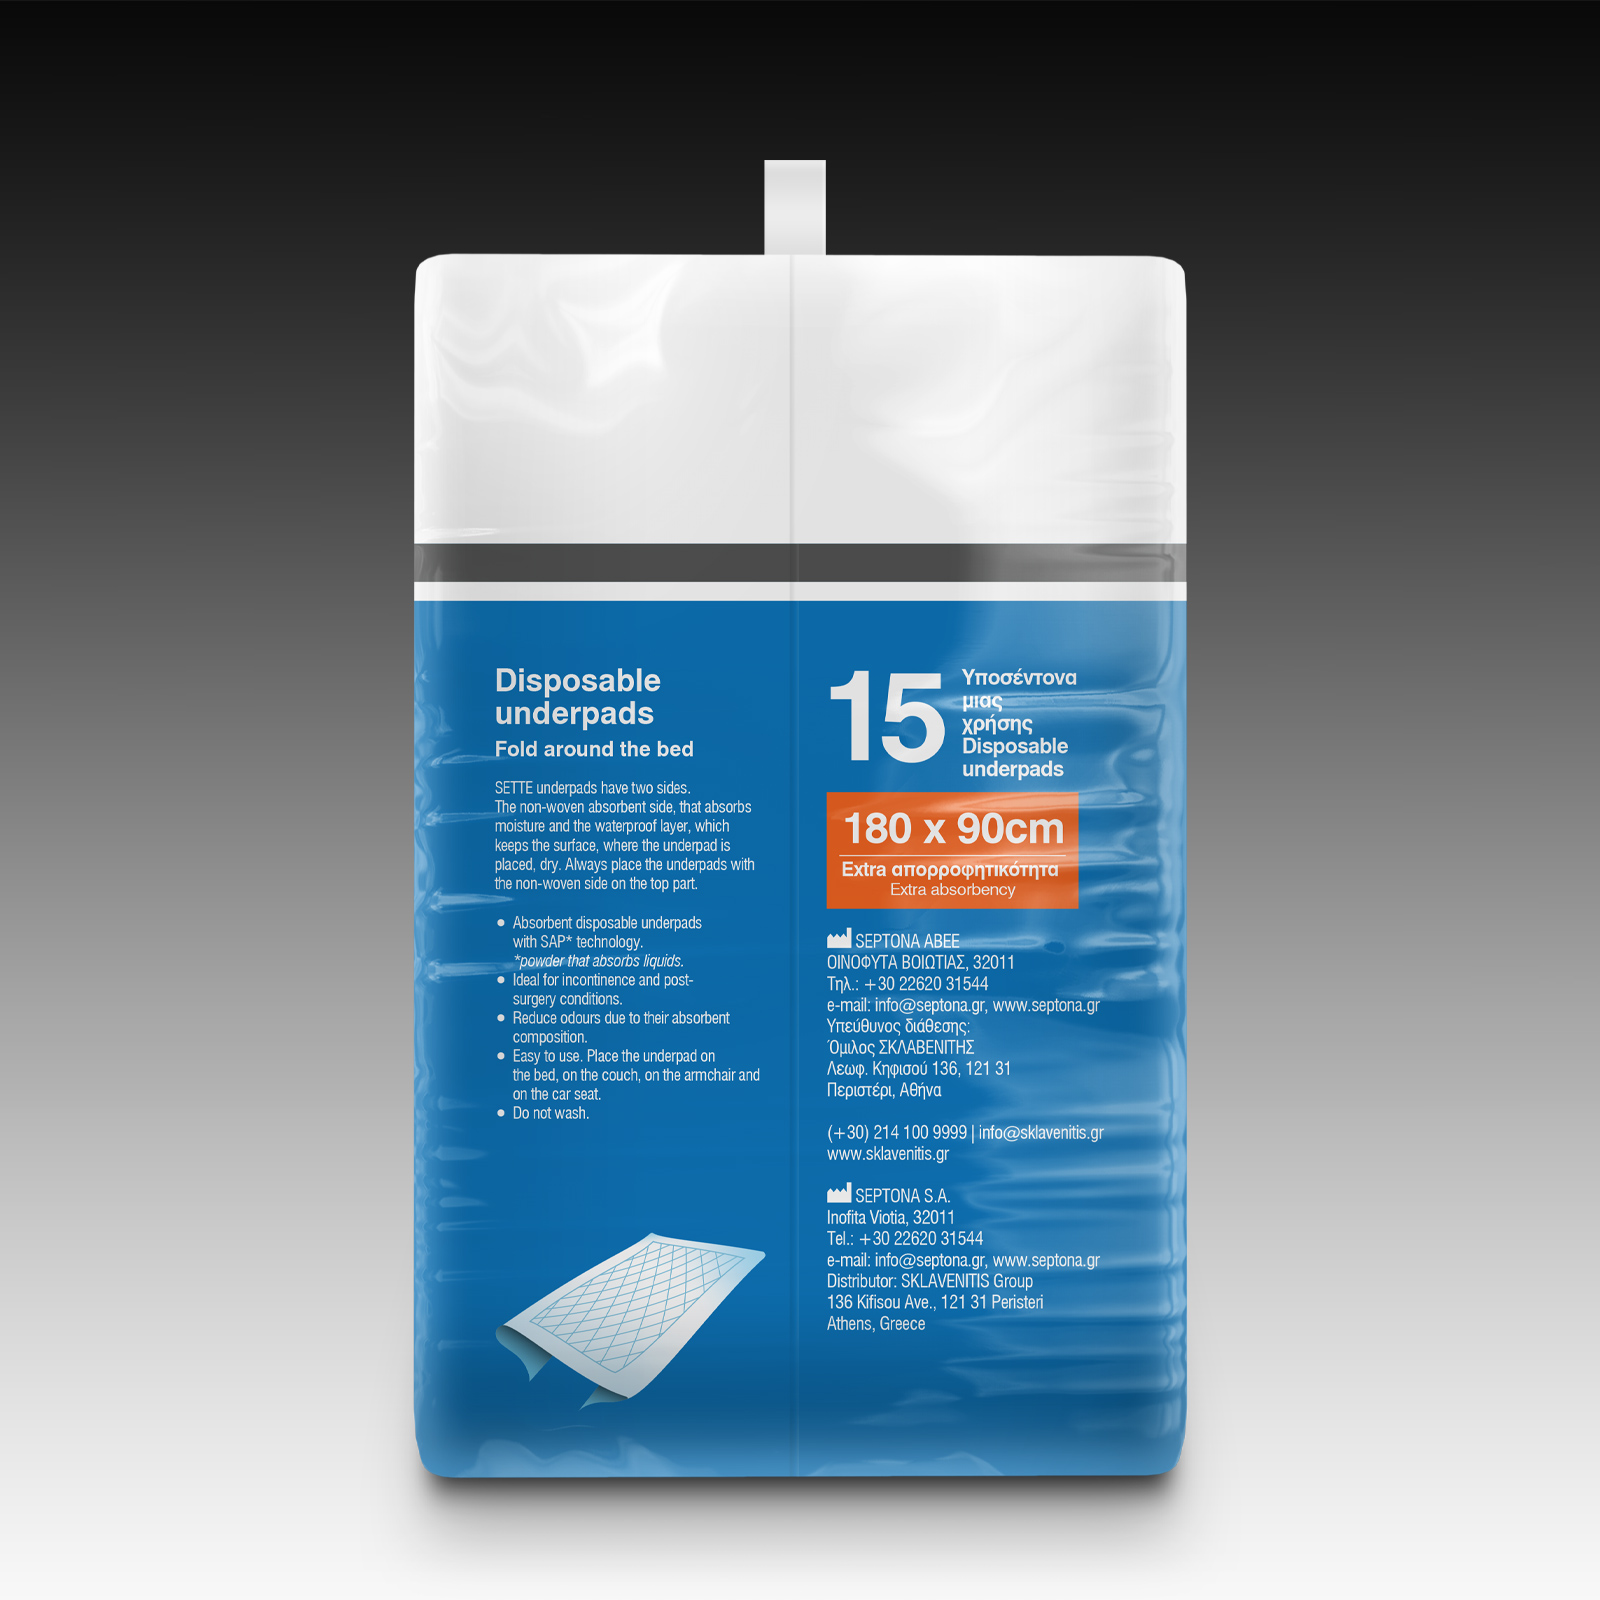 Disposable
underpads
Fold around the bed
SETTE underpads have two sides.
The non-woven absorbent side, that absorbs
moisture and the waterproof layer, which
keeps the surface, where the underpad is
placed, dry. Always place the underpads with
the non-woven side on the top part.
• Absorbent disposable underpads
with SAP* technology.
*powder that absorbs liquids.
• Ideal for incontinence and post-
surgery conditions.
• Reduce odours due to their absorbent
composition.
• Easy to use. Place the underpad on
the bed, on the couch, on the armchair and
on the car seat.
• Do not wash.
15
Υποσέντονα
μιας
χρήσης
Disposable
underpads
180 x 90cm
Extra απορροφητικότητα
Extra absorbency
SEPTONA ABEE
ΟΙΝΟΦΥΤΑ ΒΟΙΩΤΙΑΣ, 32011
Τηλ.: +30 22620 31544
e-mail: info@septona.gr, www.septona.gr
Υπεύθυνος διάθεσης:
Όμιλος ΣΚΛΑΒΕΝΙΤΗΣ
Λεωφ. Κηφισού 136, 121 31
Περιστέρι, Αθήνα
(+30) 214 100 9999 | info@sklavenitis.gr
www.sklavenitis.gr
SEPTONA S.A.
Inofita Viotia, 32011
Tel.: +30 22620 31544
e-mail: info@septona.gr, www.septona.gr
Distributor: SKLAVENITIS Group
136 Kifisou Ave., 121 31 Peristeri
Athens, Greece